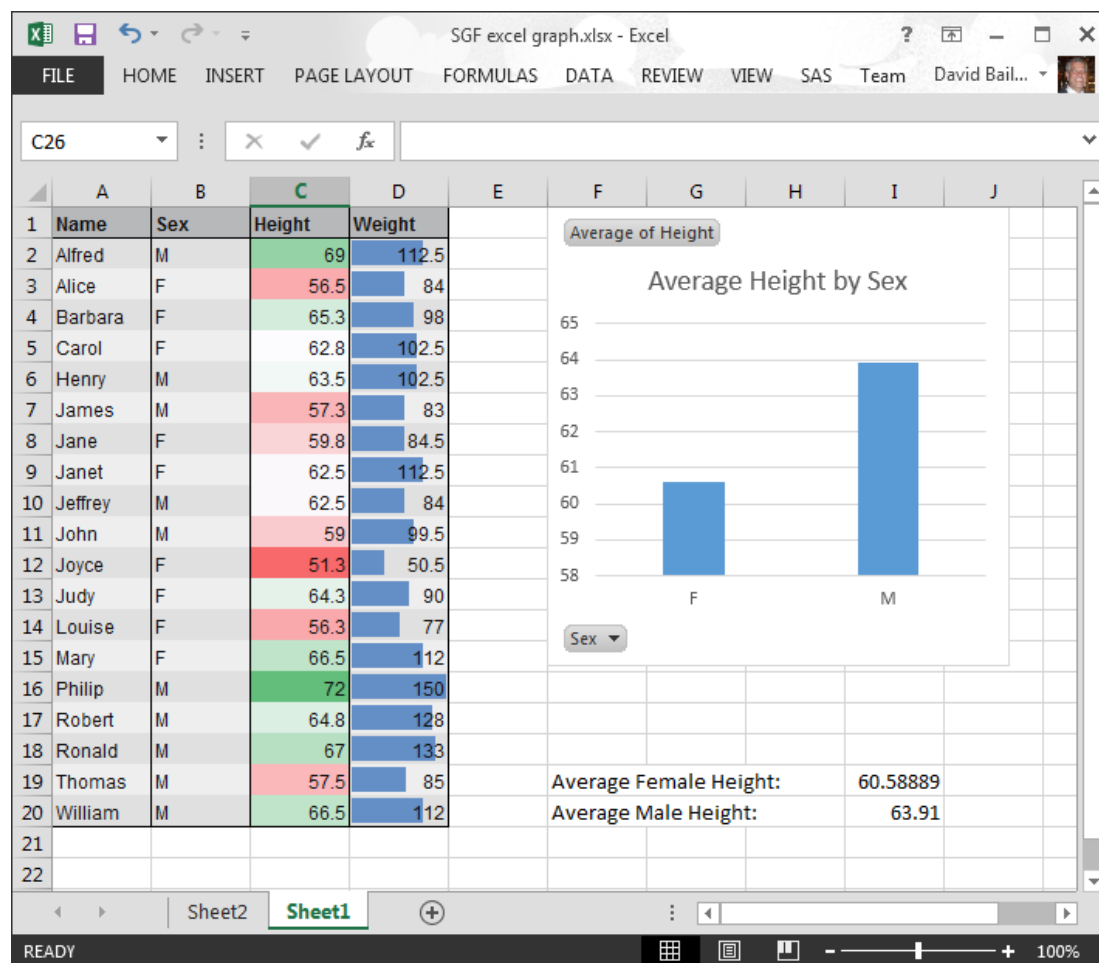 SGF excel graph.xlsx - Excel
?
FILE HOME INSERT PAGE LAYOUT FORMULAS DATA REVIEW VIEW SAS Team David Bail...
C26 fx
A B C D E F G H I J
1 Name Sex Height Weight
2 Alfred M 69 112.5
3 Alice F 56.5 84
4 Barbara F 65.3 98
5 Carol F 62.8 102.5
6 Henry M 63.5 102.5
7 James M 57.3 83
8 Jane F 59.8 84.5
9 Janet F 62.5 112.5
10 Jeffrey M 62.5 84
11 John M 59 99.5
12 Joyce F 51.3 50.5
13 Judy F 64.3 90
14 Louise F 56.3 77
15 Mary F 66.5 112
16 Philip M 72 150
17 Robert M 64.8 128
18 Ronald M 67 133
19 Thomas M 57.5 85
20 William M 66.5 112
21
22
Average of Height
Average Height by Sex
65
64
63
62
61
60
59
58
F M
Sex
Average Female Height: 60.58889
Average Male Height: 63.91
Sheet2 Sheet1
READY 100%